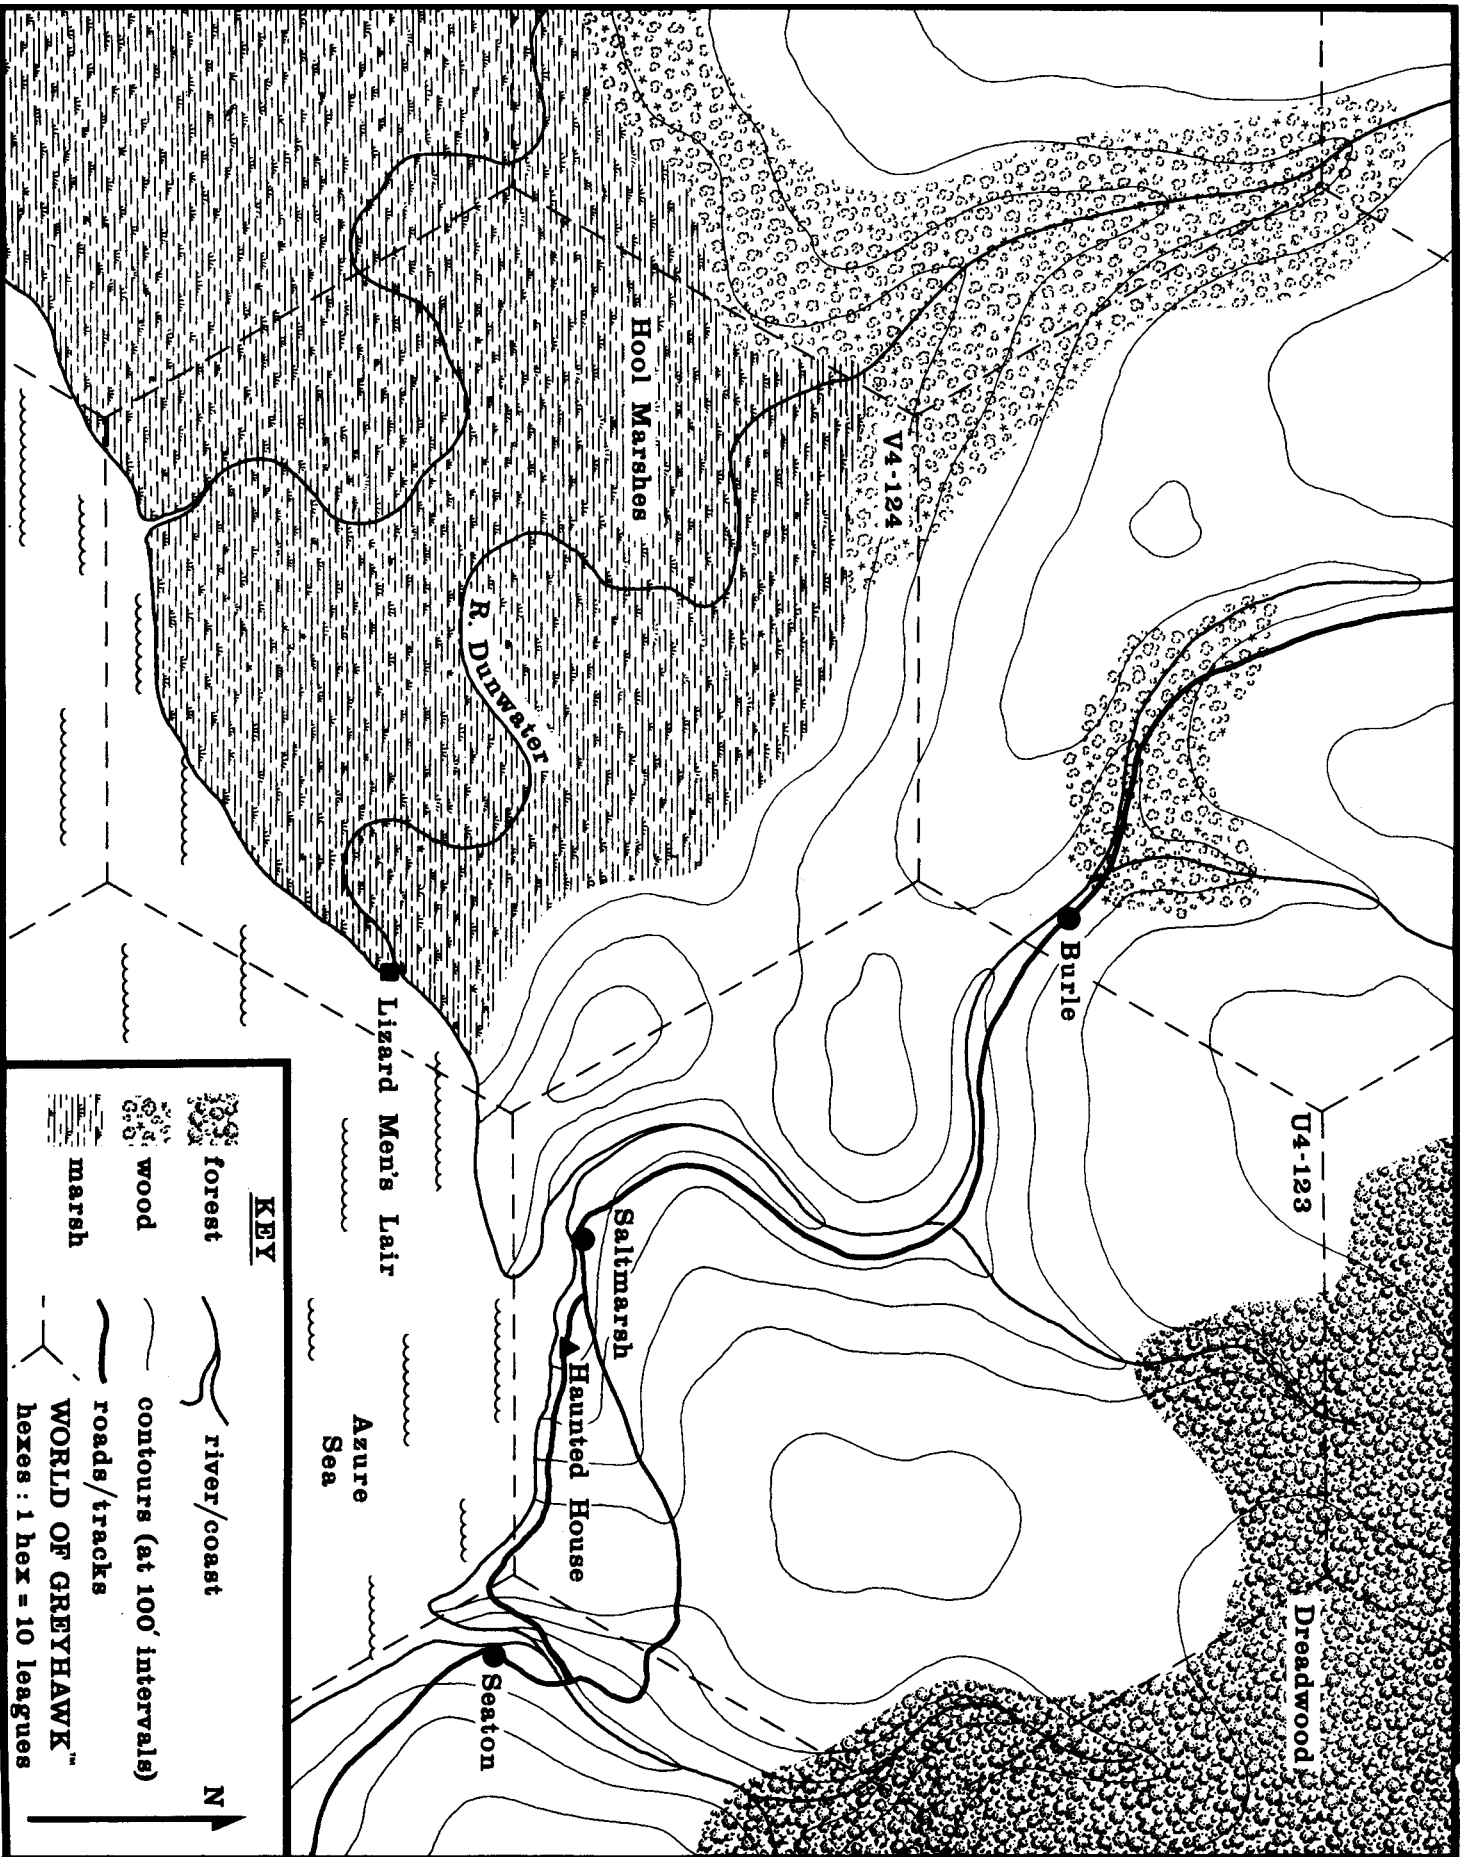 Dreadwood
U4-123
Burle
V4-124
Hool Marshes
Saltmarsh
Haunted House
R. Dunwater
Seaton
Lizard Men's Lair
Azure
Sea
KEY
N
forest
wood
marsh
river/coast
contours (at 100' intervals)
roads/tracks
WORLD OF GREYHAWK™
hexes : 1 hex = 10 leagues